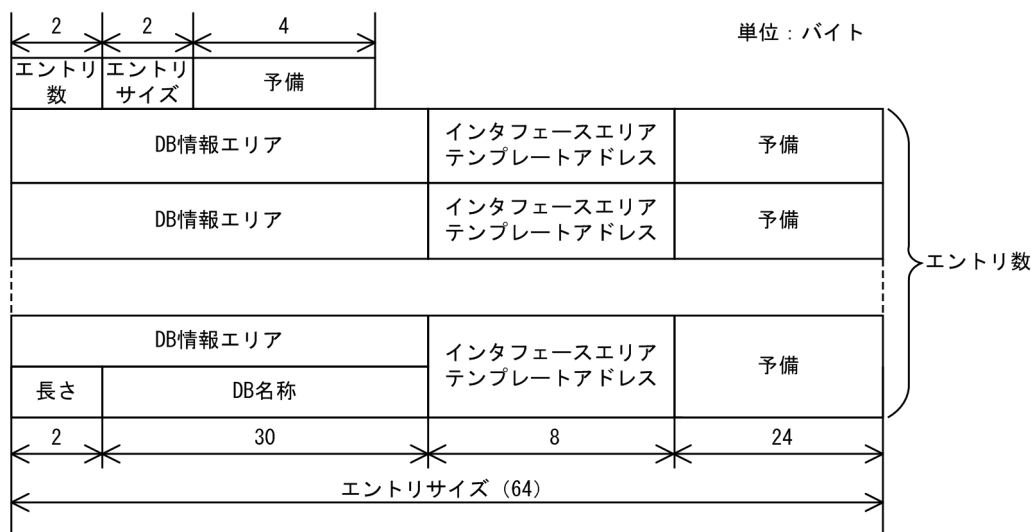 2 2 4
単位：バイト
エントリ数 エントリサイズ 予備
DB情報エリア インタフェースエリアテンプレートアドレス 予備
DB情報エリア インタフェースエリアテンプレートアドレス 予備
エントリ数
DB情報エリア インタフェースエリアテンプレートアドレス 予備
長さ DB名称
2 30 8 24
エントリサイズ（64）